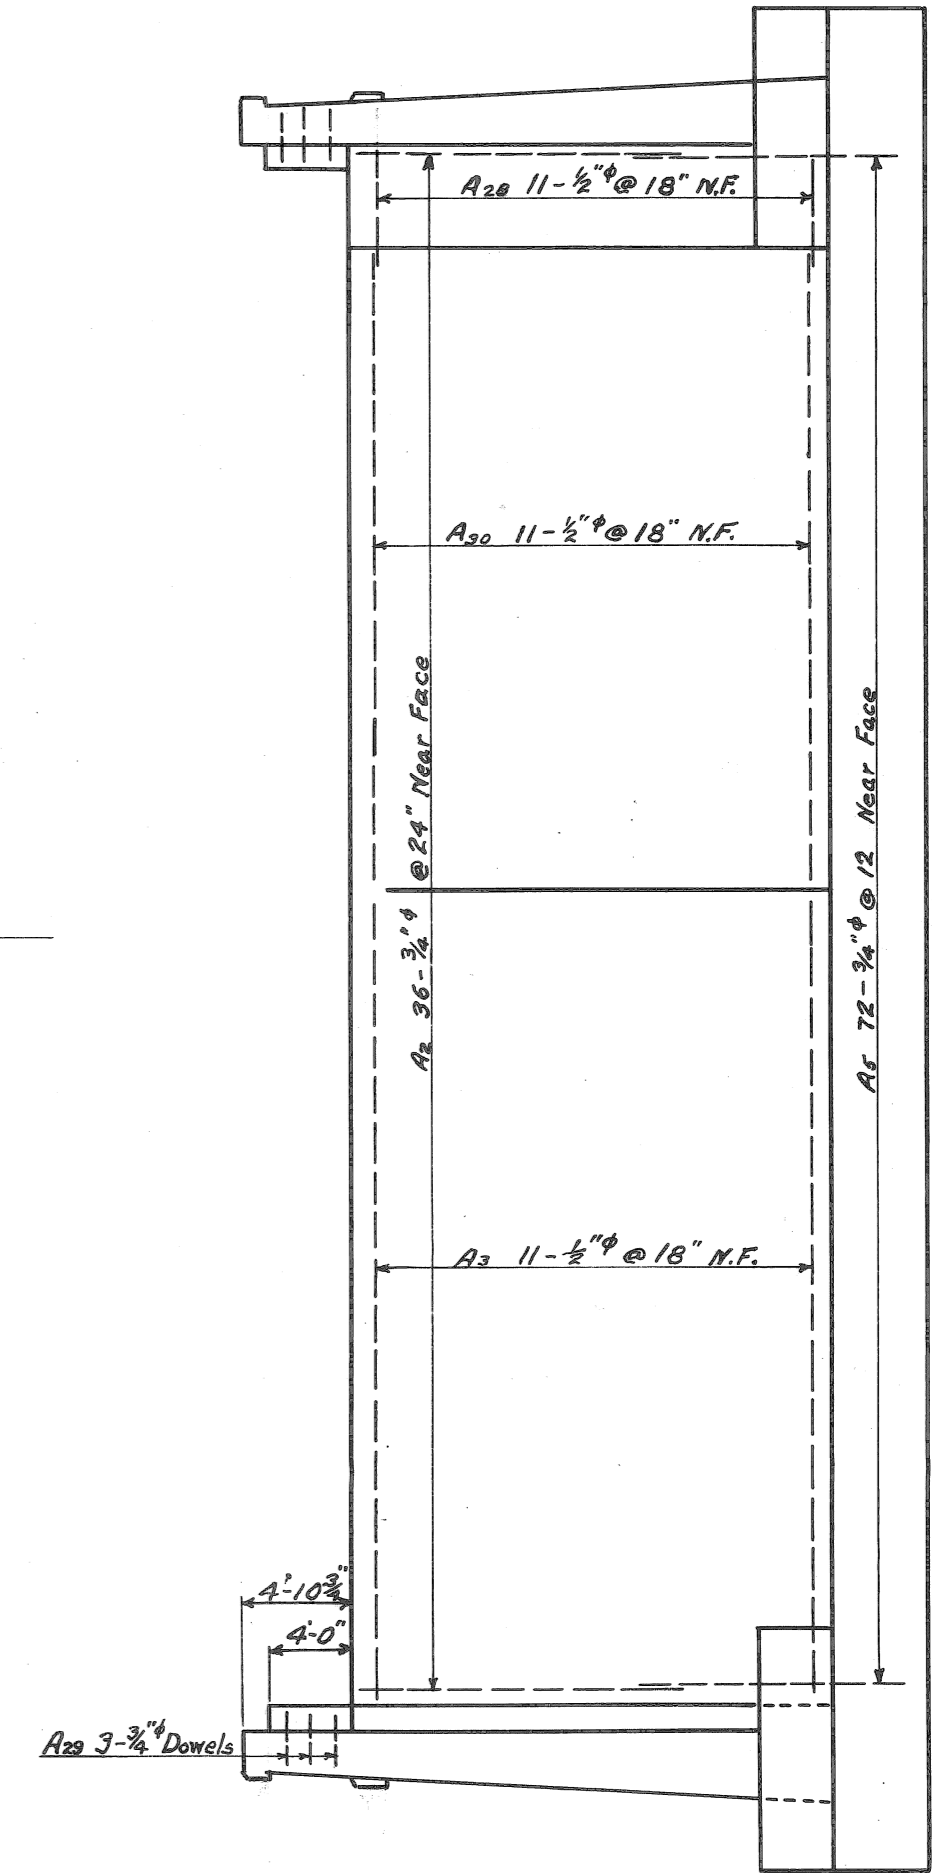 A28 11-½"φ @ 18" N.F.
A30 11-½"φ @ 18" N.F.
A2 36-¾"φ @ 24" Near Face
A5 72-¾"φ @ 12 Near Face
A3 11-½"φ @ 18" N.F.
4'-10¾"
4'-0"
A29 3-¾"φ Dowels